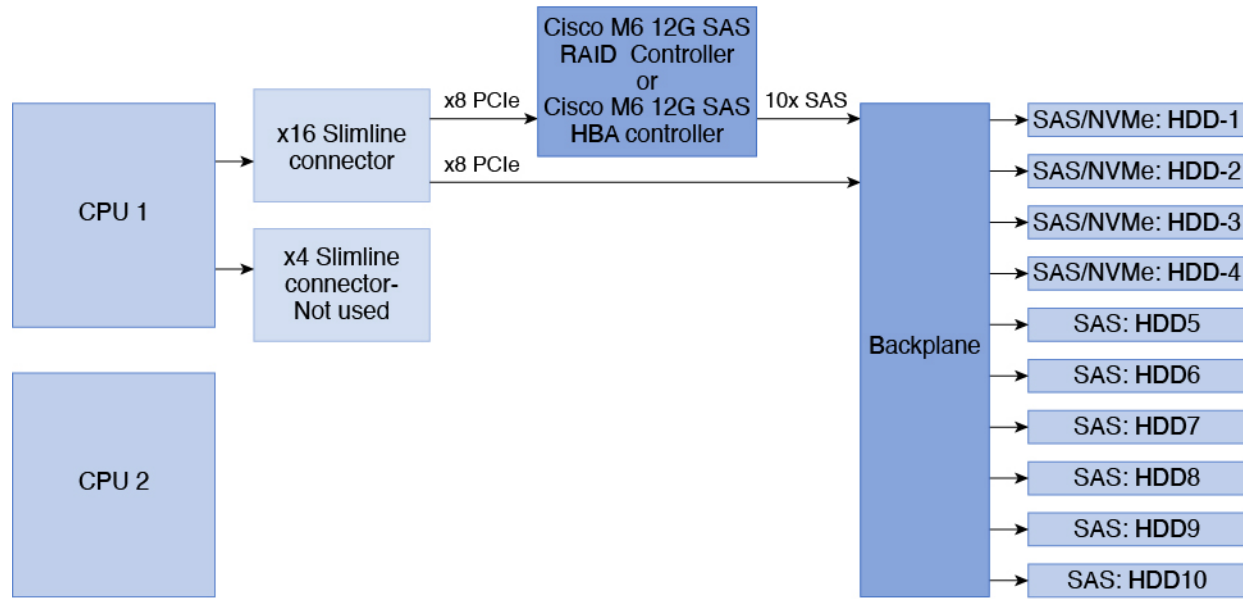 CPU 1
x16 Slimline
connector
x4 Slimline
connector-
Not used
CPU 2
x8 PCIe
x8 PCIe
Cisco M6 12G SAS
RAID Controller
or
Cisco M6 12G SAS
HBA controller
10x SAS
Backplane
SAS/NVMe: HDD-1
SAS/NVMe: HDD-2
SAS/NVMe: HDD-3
SAS/NVMe: HDD-4
SAS: HDD5
SAS: HDD6
SAS: HDD7
SAS: HDD8
SAS: HDD9
SAS: HDD10